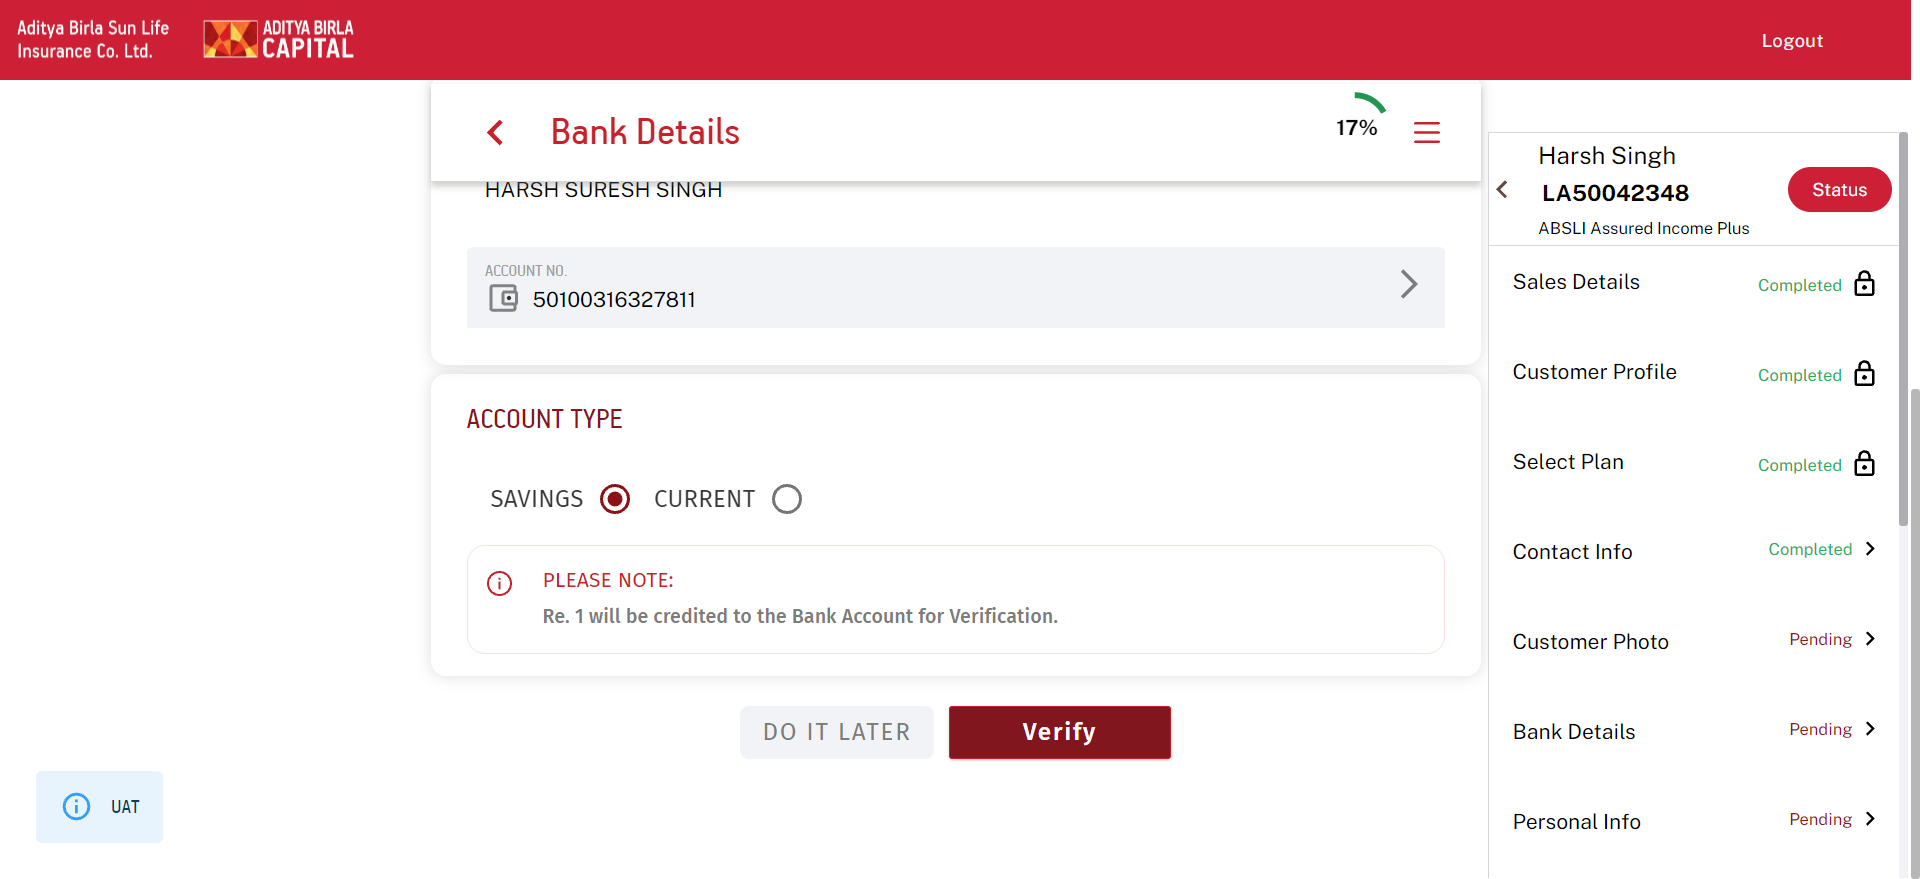 Aditya Birla Sun Life
Insurance Co. Ltd.
ADITYA BIRLA
CAPITAL
Logout
Bank Details
17%
HARSH SURESH SINGH
ACCOUNT NO.
50100316327811
ACCOUNT TYPE
SAVINGS CURRENT
PLEASE NOTE:
Re. 1 will be credited to the Bank Account for Verification.
DO IT LATER Verify
UAT
Harsh Singh
LA50042348
ABSLI Assured Income Plus
Status
Sales Details Completed
Customer Profile Completed
Select Plan Completed
Contact Info Completed
Customer Photo Pending
Bank Details Pending
Personal Info Pending